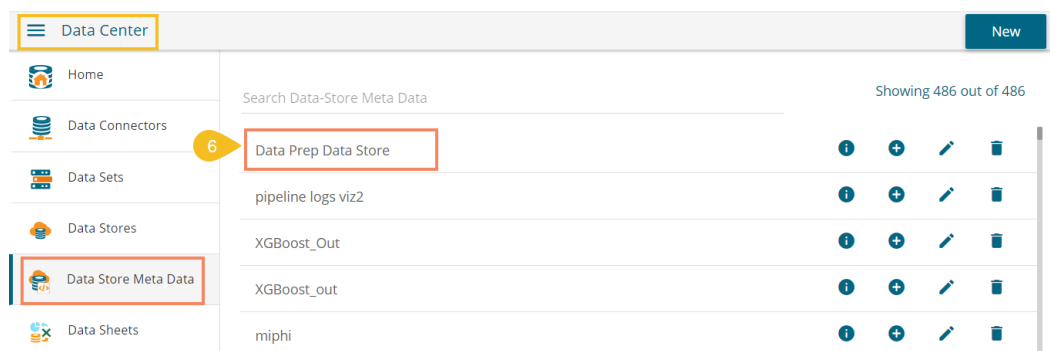 Data Center
New
Home
Data Connectors
Data Sets
Data Stores
Data Store Meta Data
Data Sheets
Search Data-Store Meta Data
Showing 486 out of 486
6
Data Prep Data Store
pipeline logs viz2
XGBoost_Out
XGBoost_out
miphi